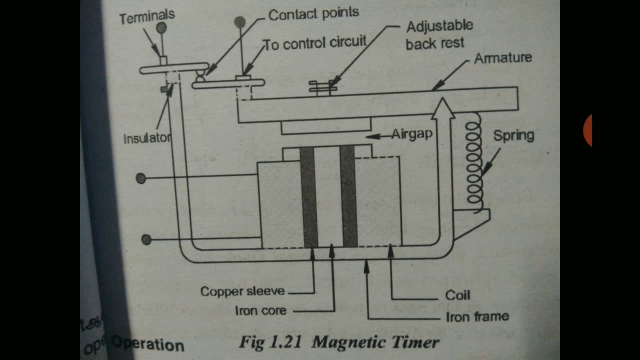 Terminals
Contact points
To control circuit
Adjustable
back rest
Armature
Insulator
Airgap
Spring
Copper sleeve
Iron core
Coil
Iron frame
Operation
Fig 1.21 Magnetic Timer